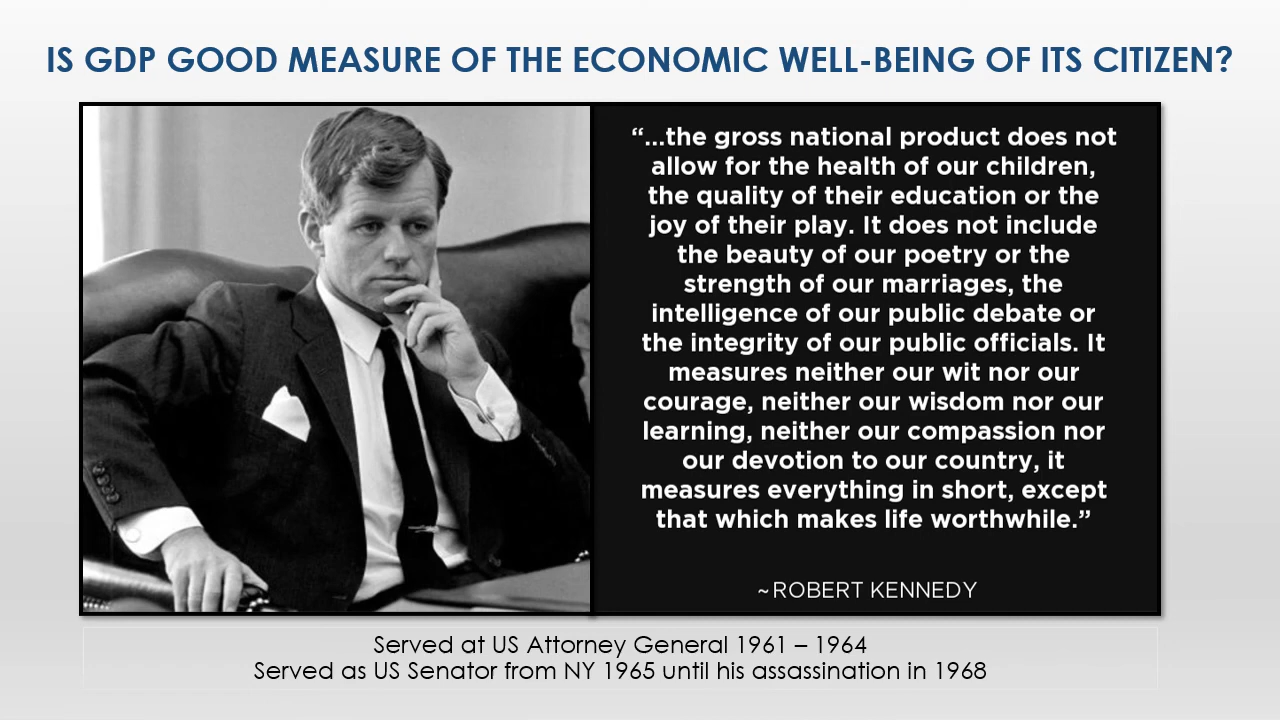 IS GDP GOOD MEASURE OF THE ECONOMIC WELL-BEING OF ITS CITIZEN?
“...the gross national product does not
allow for the health of our children,
the quality of their education or the
joy of their play. It does not include
the beauty of our poetry or the
strength of our marriages, the
intelligence of our public debate or
the integrity of our public officials. It
measures neither our wit nor our
courage, neither our wisdom nor our
learning, neither our compassion nor
our devotion to our country, it
measures everything in short, except
that which makes life worthwhile.”
~ROBERT KENNEDY
Served at US Attorney General 1961 – 1964
Served as US Senator from NY 1965 until his assassination in 1968